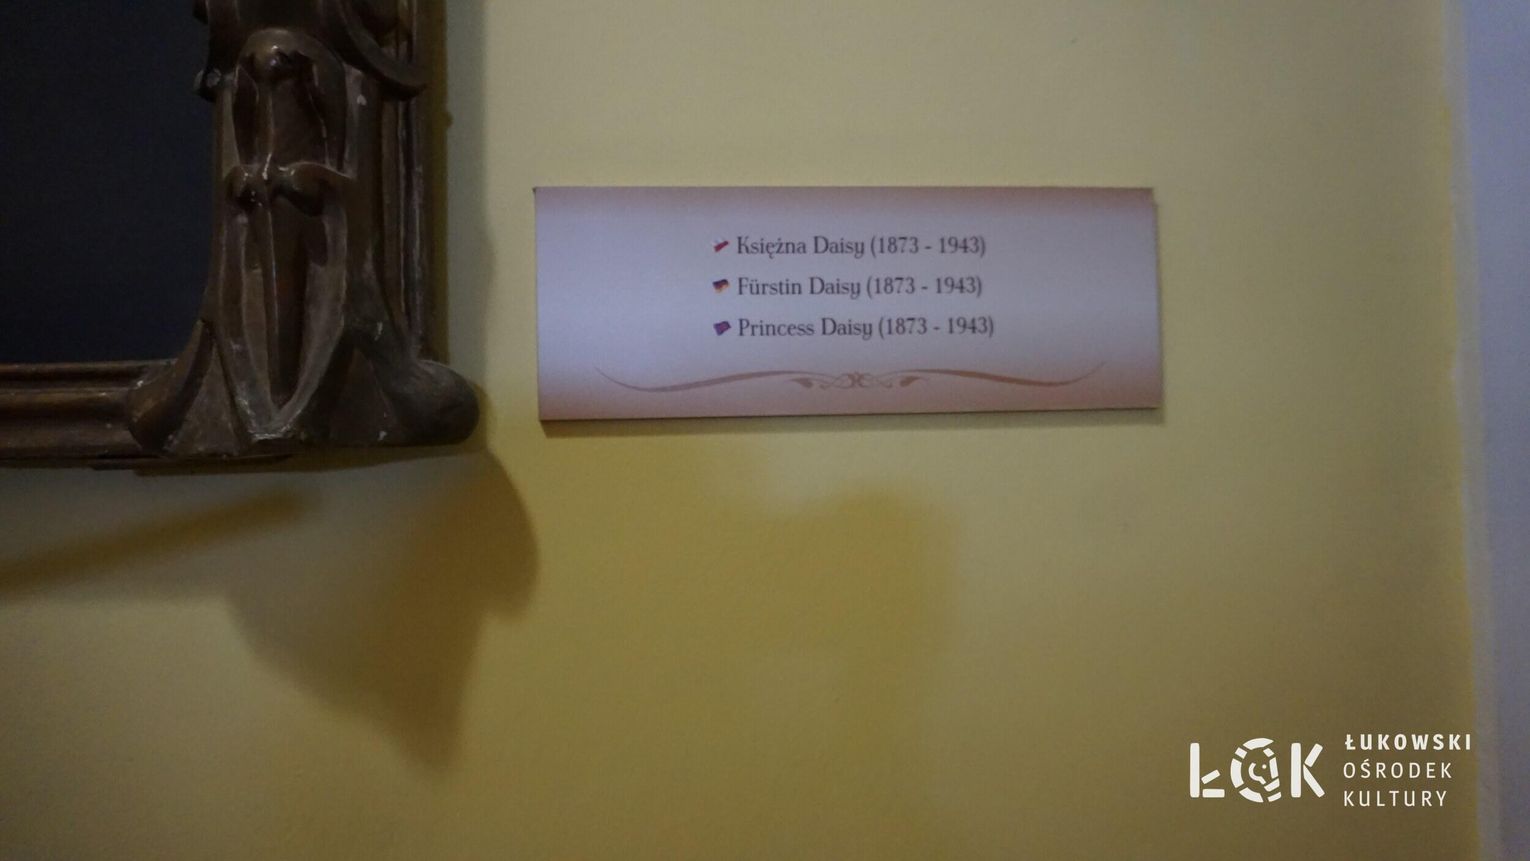 Księżna Daisy (1873 - 1943)
Fürstin Daisy (1873 - 1943)
Princess Daisy (1873 - 1943)
ŁOK
ŁUKOWSKI
OŚRODEK
KULTURY